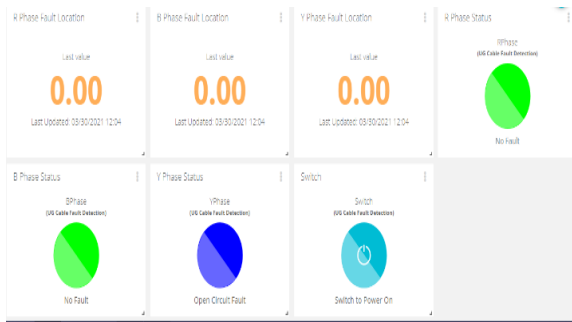 R Phase Fault Location
B Phase Fault Location
Y Phase Fault Location
R Phase Status
Last value
0.00
Last Updated: 03/30/2021 12:04
Last value
0.00
Last Updated: 03/30/2021 12:04
Last value
0.00
Last Updated: 03/30/2021 12:04
RPhase
(UG Cable Fault Detection)
No Fault
B Phase Status
Y Phase Status
Switch
BPhase
(UG Cable Fault Detection)
No Fault
YPhase
(UG Cable Fault Detection)
Open Circuit Fault
Switch
(UG Cable Fault Detection)
Switch to Power On